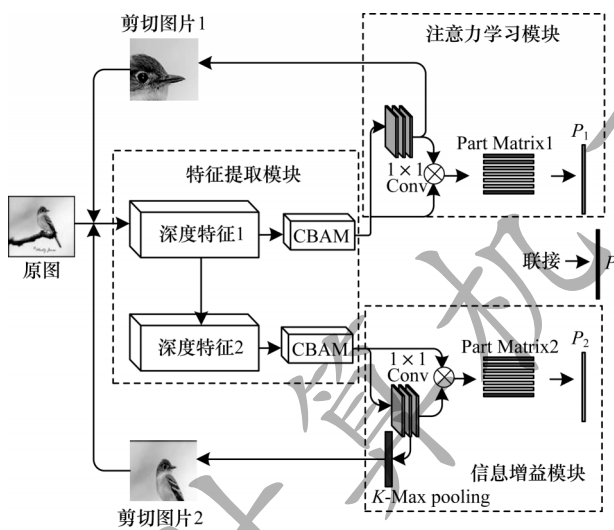 剪切图片1
注意力学习模块
P1
Part Matrix1
1 × 1
Conv
特征提取模块
深度特征1
CBAM
原图
联接
P
深度特征2
CBAM
1 × 1
Conv
Part Matrix2
P2
K-Max pooling
信息增益模块
剪切图片2
计算机